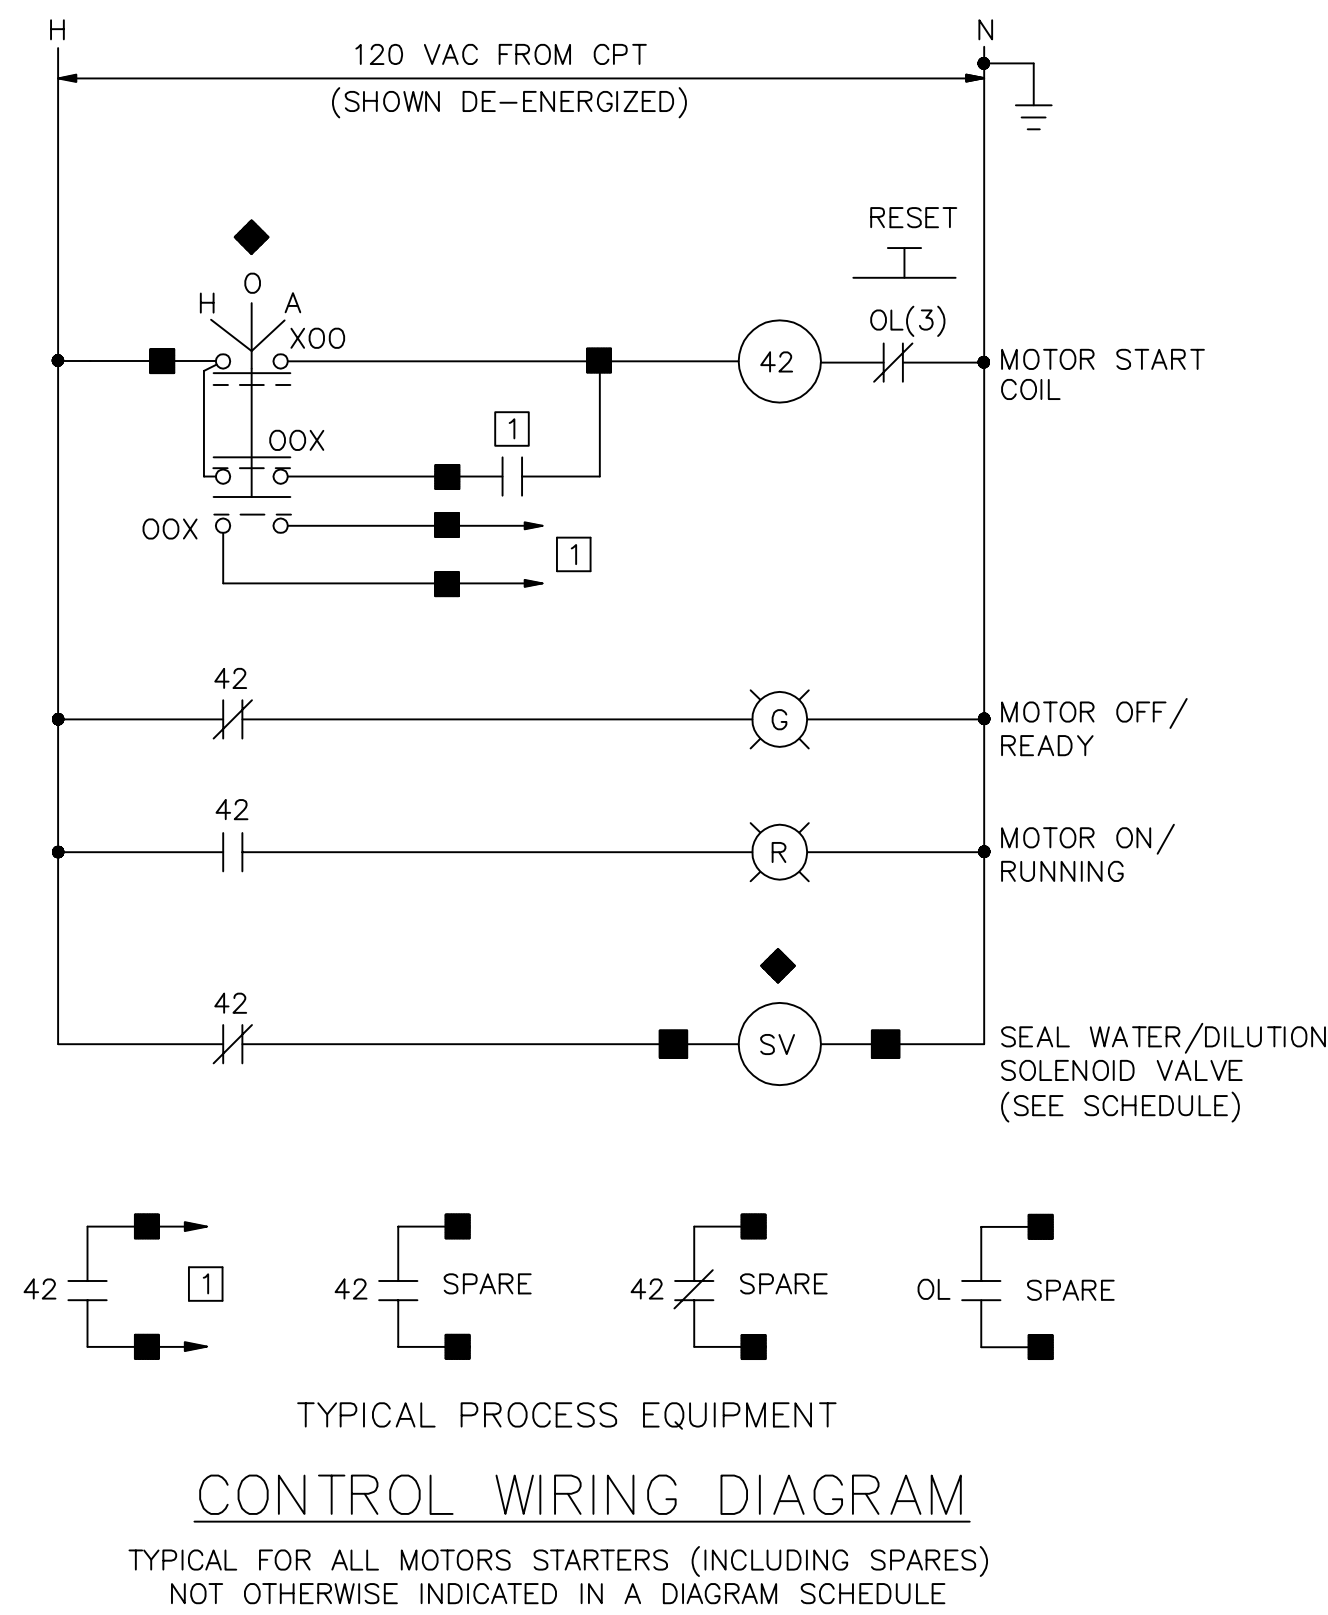 H
N
120 VAC FROM CPT
(SHOWN DE-ENERGIZED)
RESET
O
H
A
XOO
OL(3)
42
MOTOR START
COIL
1
OOX
OOX
1
42
G
MOTOR OFF/
READY
42
R
MOTOR ON/
RUNNING
42
SV
SEAL WATER/DILUTION
SOLENOID VALVE
(SEE SCHEDULE)
42
1
42
SPARE
42
SPARE
OL
SPARE
TYPICAL PROCESS EQUIPMENT
CONTROL WIRING DIAGRAM
TYPICAL FOR ALL MOTORS STARTERS (INCLUDING SPARES)
NOT OTHERWISE INDICATED IN A DIAGRAM SCHEDULE